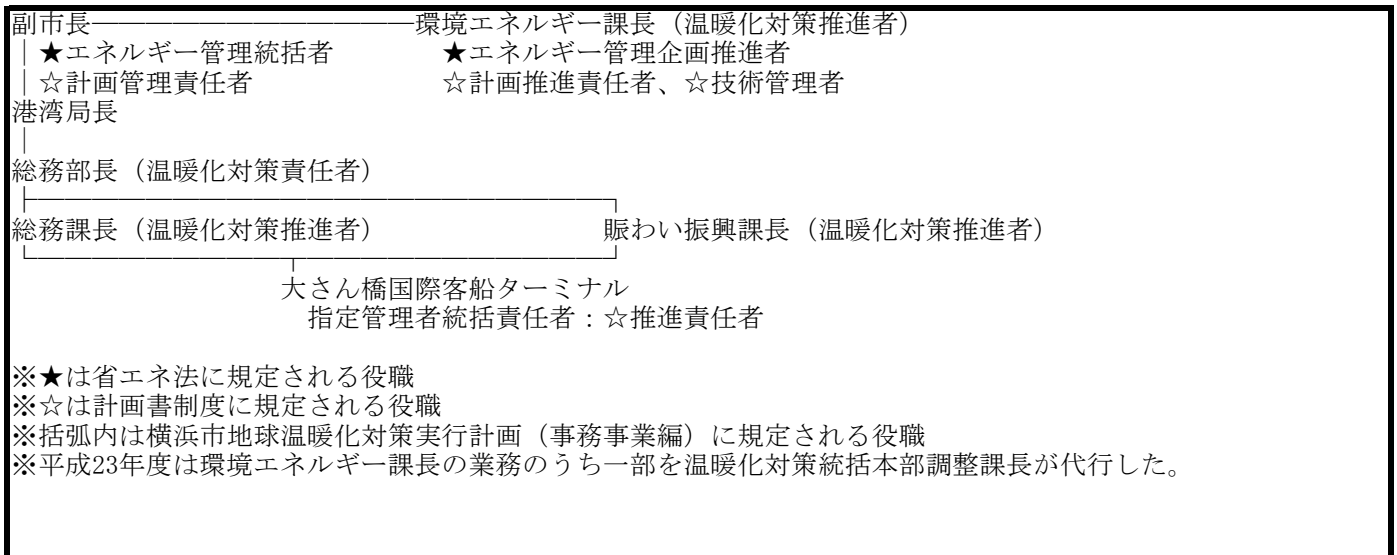 副市長――――――――――――環境エネルギー課長（温暖化対策推進者）
│★エネルギー管理統括者　★エネルギー管理企画推進者
│☆計画管理責任者　☆計画推進責任者、☆技術管理者
港湾局長
│
総務部長（温暖化対策責任者）
├――――――――――――――――――――――┐
総務課長（温暖化対策推進者）　賑わい振興課長（温暖化対策推進者）
└――――――――――┬――――――――――――┘
大さん橋国際客船ターミナル
指定管理者統括責任者：☆推進責任者
※★は省エネ法に規定される役職
※☆は計画書制度に規定される役職
※括弧内は横浜市地球温暖化対策実行計画（事務事業編）に規定される役職
※平成23年度は環境エネルギー課長の業務のうち一部を温暖化対策統括本部調整課長が代行した。